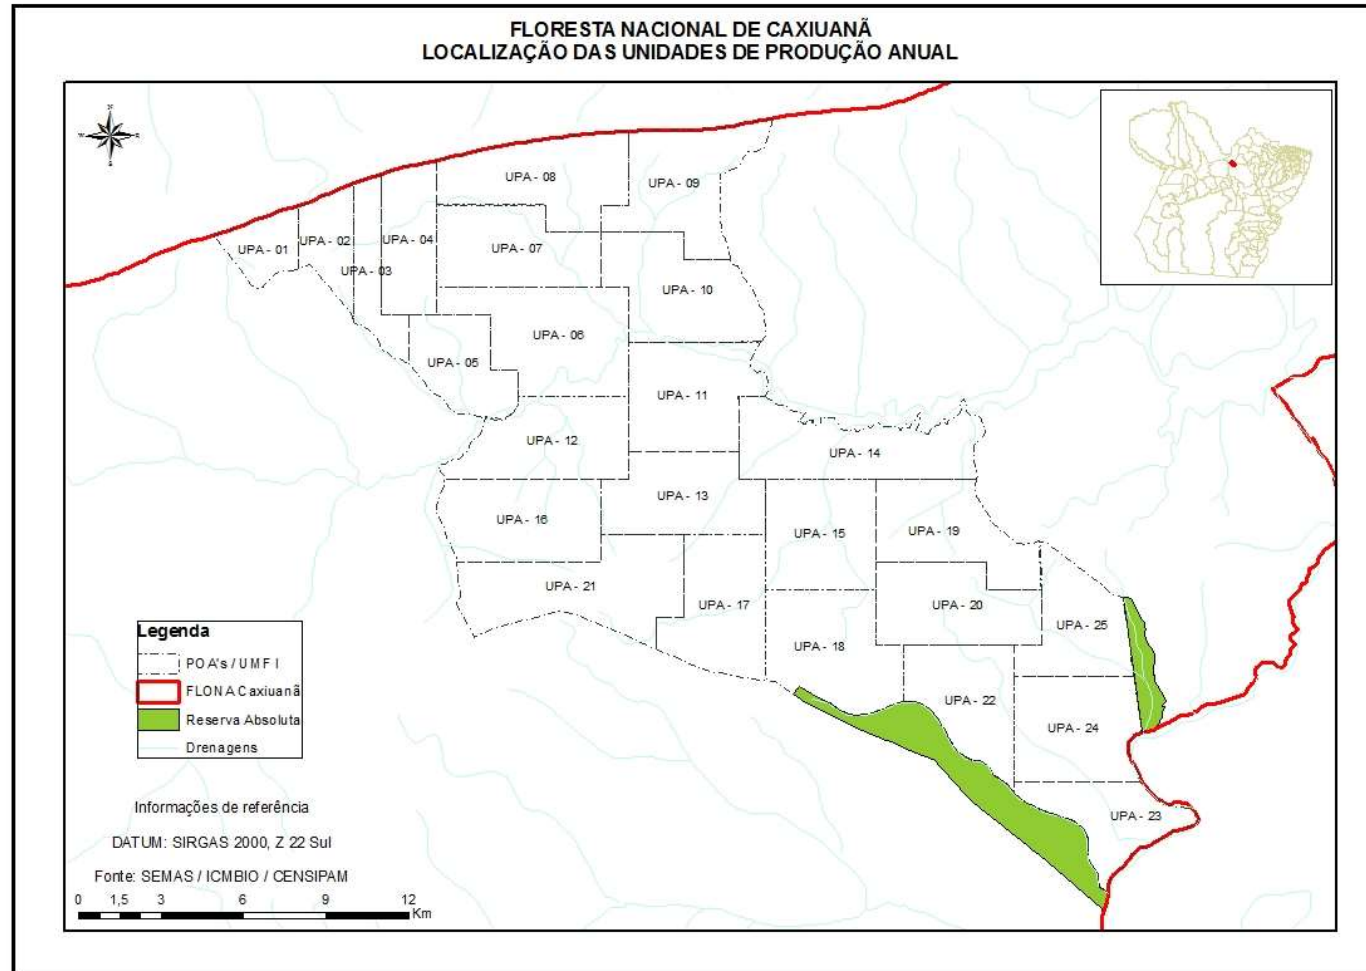 FLORESTA NACIONAL DE CAXIUANÃ
LOCALIZAÇÃO DAS UNIDADES DE PRODUÇÃO ANUAL
N
W
E
S
UPA - 08
UPA - 09
UPA - 01
UPA - 02
UPA - 04
UPA - 07
UPA - 03
UPA - 10
UPA - 06
UPA - 05
UPA - 11
UPA - 12
UPA - 14
UPA - 13
UPA - 16
UPA - 15
UPA - 19
UPA - 21
UPA - 17
UPA - 20
UPA - 25
UPA - 18
UPA - 22
UPA - 24
UPA - 23
Legenda
POA's / UMF I
FLONA Caxiuanã
Reserva Absoluta
Drenagens
Informações de referência
DATUM: SIRGAS 2000, Z 22 Sul
Fonte: SEMAS / ICMBIO / CENSIPAM
0 1,5 3 6 9 12
Km